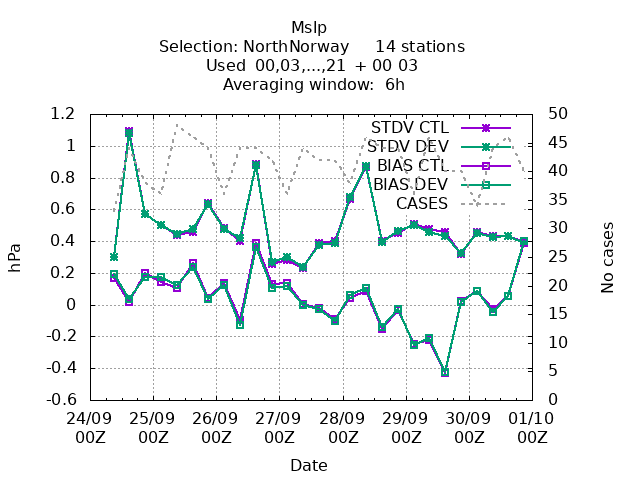 Mslp
Selection: NorthNorway 14 stations
Used 00,03,...,21 + 00 03
Averaging window: 6h
1.2
1
0.8
0.6
0.4
0.2
0
-0.2
-0.4
-0.6
hPa
50
45
40
35
30
25
20
15
10
5
0
No cases
STDV CTL
STDV DEV
BIAS CTL
BIAS DEV
CASES
24/09 25/09 26/09 27/09 28/09 29/09 30/09 01/10
00Z 00Z 00Z 00Z 00Z 00Z 00Z 00Z
Date